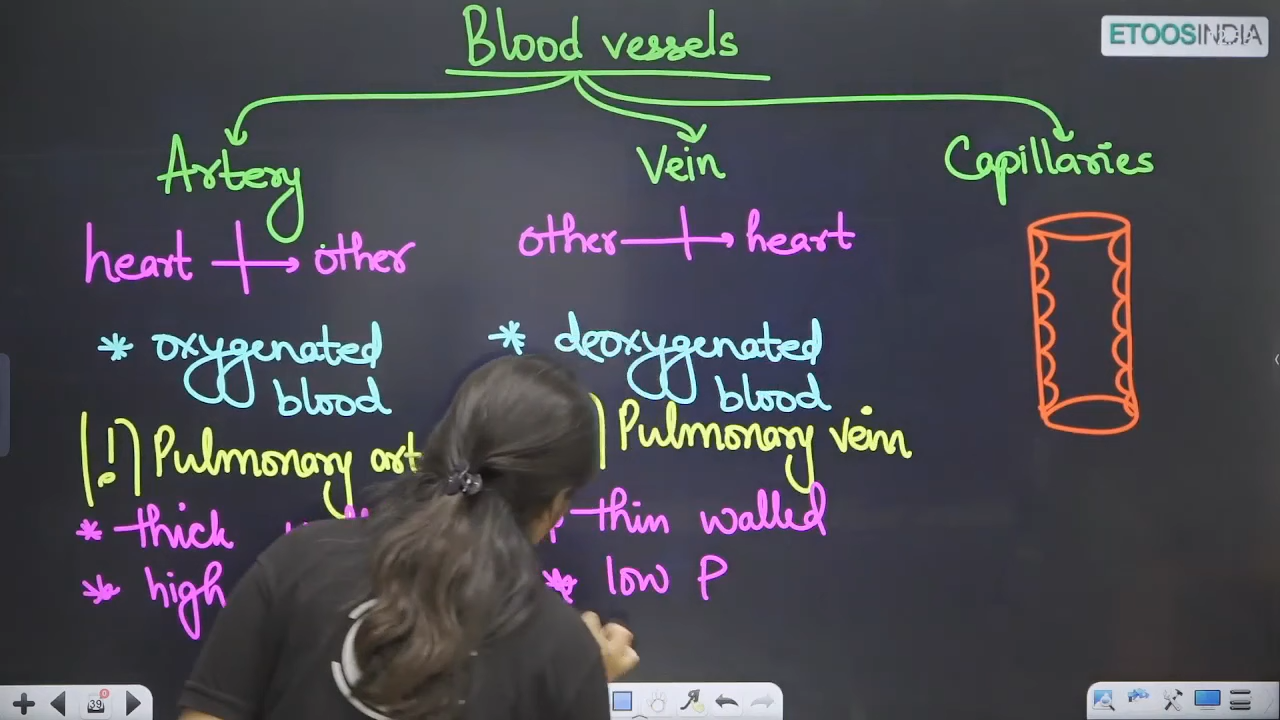 Blood vessels
ETOOSINDIA
Artery
Vein
Capillaries
heart → other
other → heart
* oxygenated
blood
* deoxygenated
blood
(!) Pulmonary art
) Pulmonary vein
* thick
thin walled
* high
* low P
39